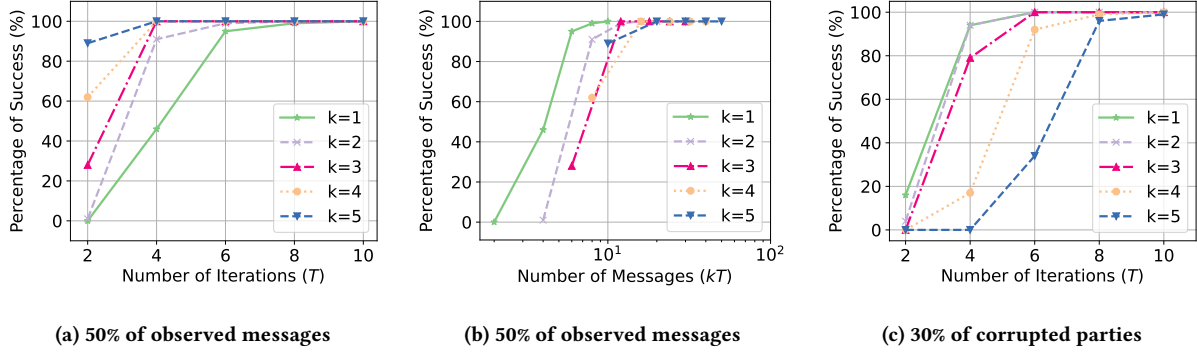 Percentage of Success (%)
100
80
60
40
20
0
k=1
k=2
k=3
k=4
k=5
2 4 6 8 10
Number of Iterations (T)
(a) 50% of observed messages
Percentage of Success (%)
100
80
60
40
20
0
k=1
k=2
k=3
k=4
k=5
10^1 10^2
Number of Messages (kT)
(b) 50% of observed messages
Percentage of Success (%)
100
80
60
40
20
0
k=1
k=2
k=3
k=4
k=5
2 4 6 8 10
Number of Iterations (T)
(c) 30% of corrupted parties